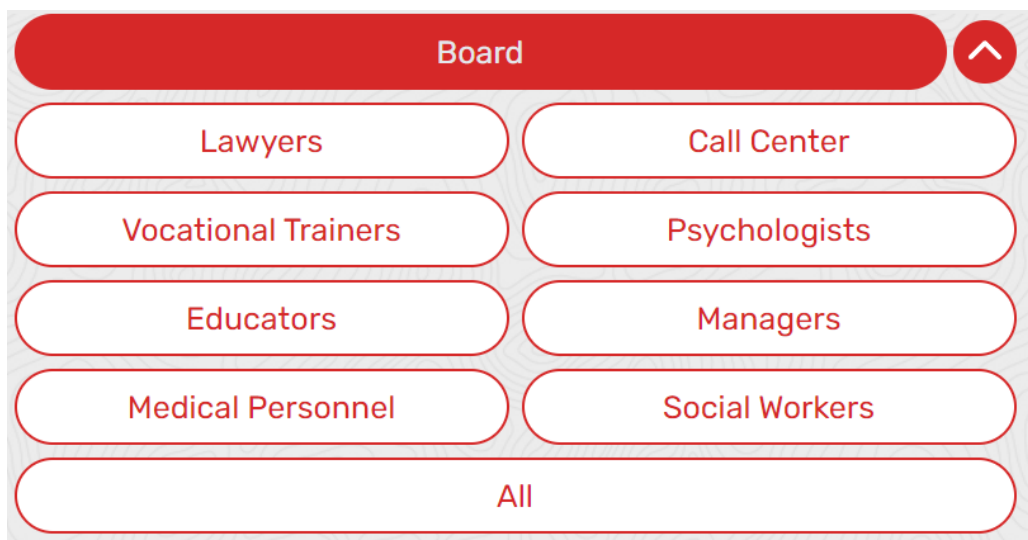 Board
Lawyers
Call Center
Vocational Trainers
Psychologists
Educators
Managers
Medical Personnel
Social Workers
All